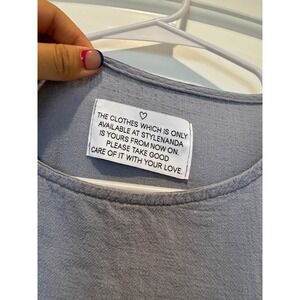 THE CLOTHES WHICH IS ONLY
AVAILABLE AT STYLENANDA
IS YOURS FROM NOW ON.
PLEASE TAKE GOOD
CARE OF IT WITH YOUR LOVE.